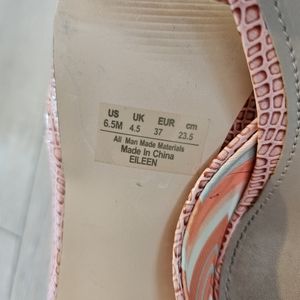 US UK EUR cm
6.5M 4.5 37 23.5
All Man Made Materials
Made in China
EILEEN